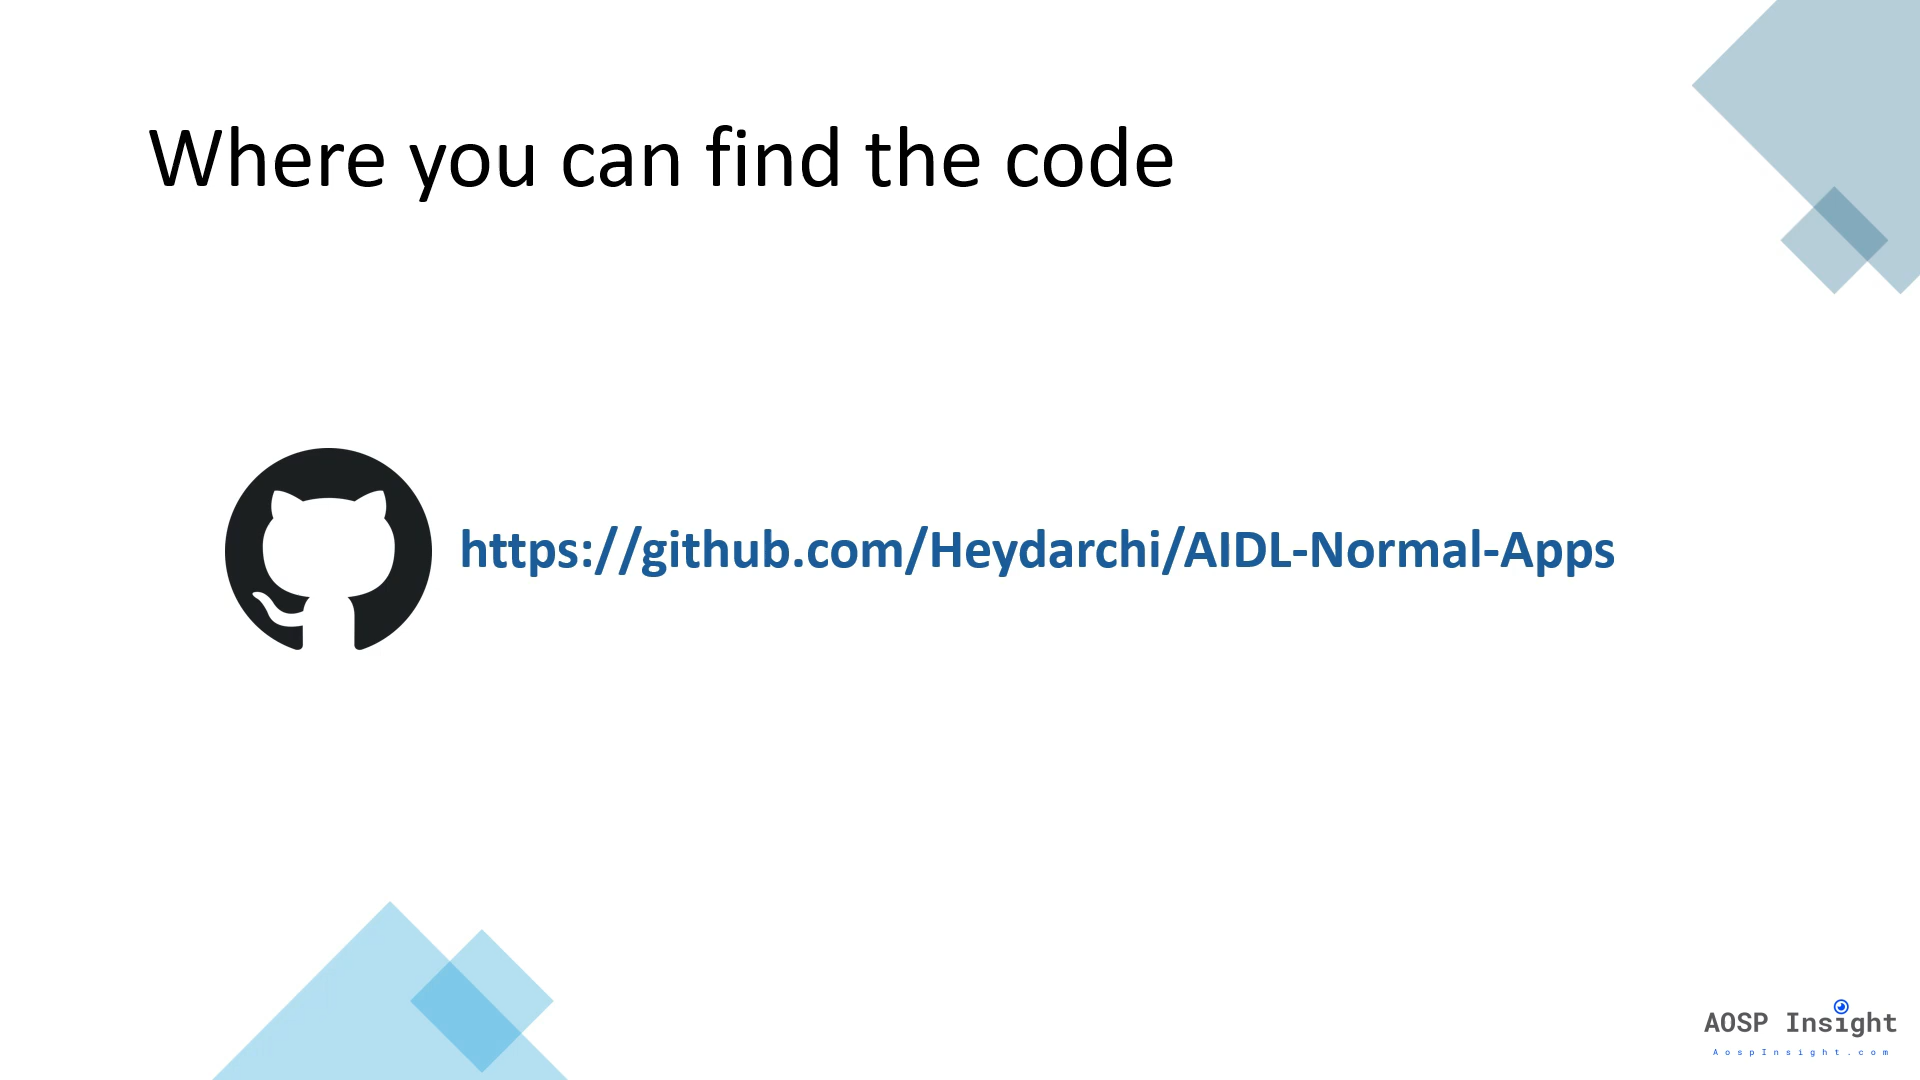 Where you can find the code
https://github.com/Heydarchi/AIDL-Normal-Apps
AOSP Insight
AospInsight.com